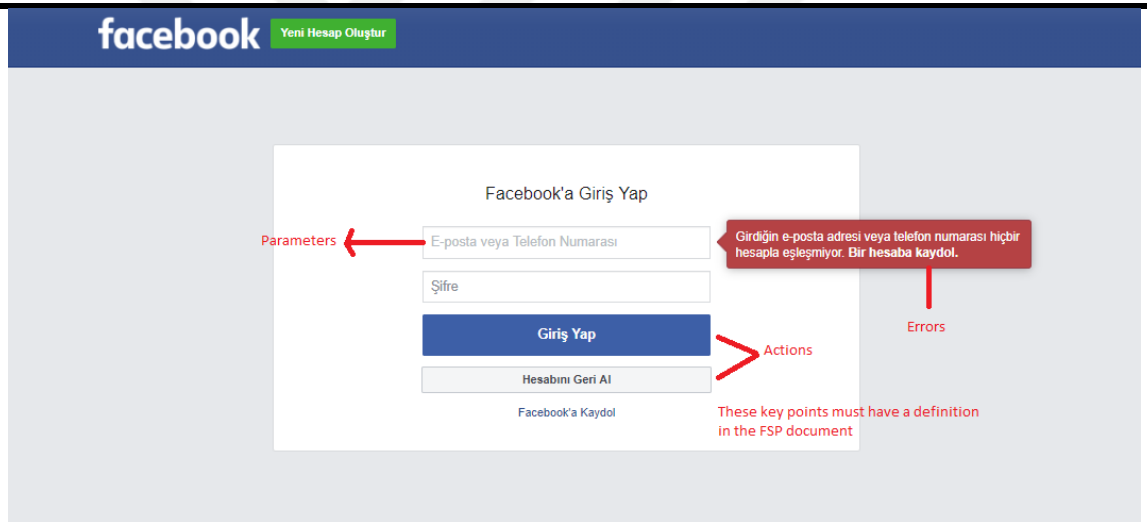 facebook Yeni Hesap Oluştur
Facebook'a Giriş Yap
Parameters
E-posta veya Telefon Numarası
Girdiğin e-posta adresi veya telefon numarası hiçbir
hesapla eşleşmiyor. Bir hesaba kaydol.
Şifre
Errors
Giriş Yap
Actions
Hesabını Geri Al
Facebook'a Kaydol
These key points must have a definition
in the FSP document